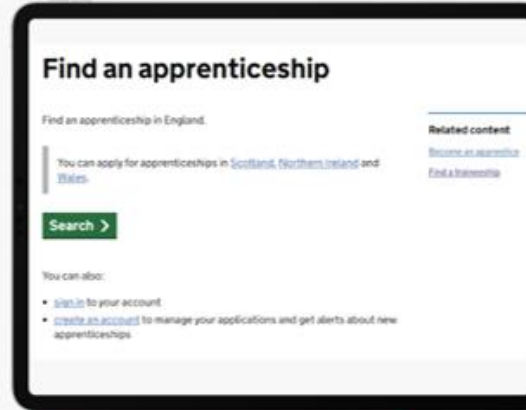 Find an apprenticeship
Find an apprenticeship in England.
You can apply for apprenticeships in Scotland, Northern Ireland and
Wales.
Search >
You can also:
• sign in to your account
• create an account to manage your applications and get alerts about new
apprenticeships
Related content
Become an apprentice
Find a traineeship